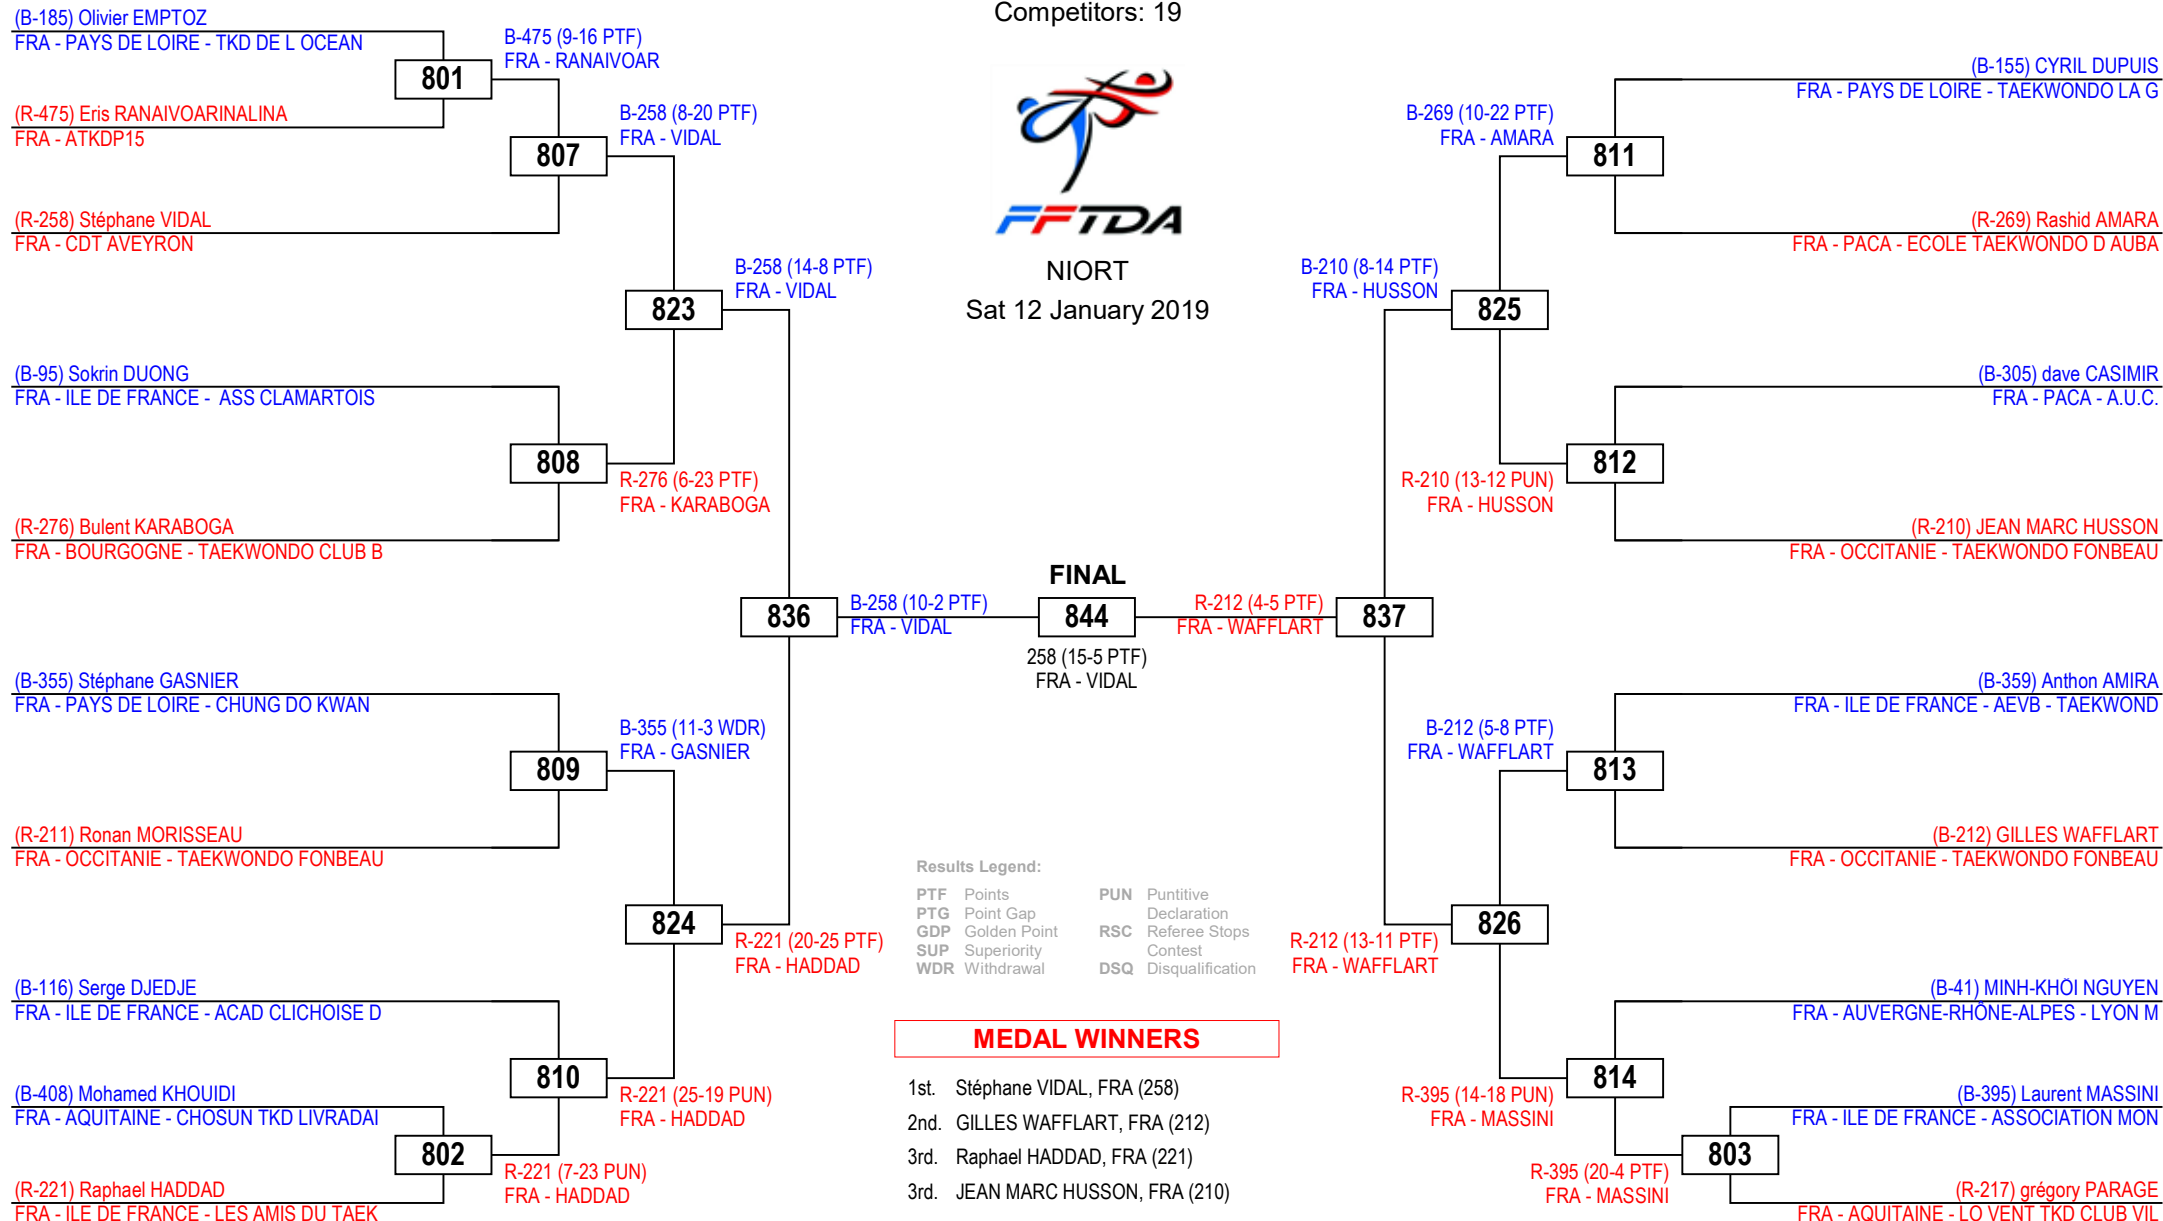 Competitors: 19
FFTDA
NIORT
Sat 12 January 2019
(B-185) Olivier EMPTOZ
FRA - PAYS DE LOIRE - TKD DE L OCEAN
801
(R-475) Eris RANAIVOARINALINA
FRA - ATKDP15
B-475 (9-16 PTF)
FRA - RANAIVOAR
807
(R-258) Stéphane VIDAL
FRA - CDT AVEYRON
B-258 (8-20 PTF)
FRA - VIDAL
823
B-258 (14-8 PTF)
FRA - VIDAL
(B-95) Sokrin DUONG
FRA - ILE DE FRANCE -  ASS CLAMARTOIS
808
R-276 (6-23 PTF)
FRA - KARABOGA
(R-276) Bulent KARABOGA
FRA - BOURGOGNE - TAEKWONDO CLUB B
836
B-258 (10-2 PTF)
FRA - VIDAL
(B-355) Stéphane GASNIER
FRA - PAYS DE LOIRE - CHUNG DO KWAN
809
B-355 (11-3 WDR)
FRA - GASNIER
(R-211) Ronan MORISSEAU
FRA - OCCITANIE - TAEKWONDO FONBEAU
824
R-221 (20-25 PTF)
FRA - HADDAD
(B-116) Serge DJEDJE
FRA - ILE DE FRANCE - ACAD CLICHOISE D
810
R-221 (25-19 PUN)
FRA - HADDAD
(B-408) Mohamed KHOUIDI
FRA - AQUITAINE - CHOSUN TKD LIVRADAI
802
R-221 (7-23 PUN)
FRA - HADDAD
(R-221) Raphael HADDAD
FRA - ILE DE FRANCE - LES AMIS DU TAEK
FINAL
844
258 (15-5 PTF)
FRA - VIDAL
R-212 (4-5 PTF)
FRA - WAFFLART
837
(B-155) CYRIL DUPUIS
FRA - PAYS DE LOIRE - TAEKWONDO LA G
B-269 (10-22 PTF)
FRA - AMARA
811
(R-269) Rashid AMARA
FRA - PACA - ECOLE TAEKWONDO D AUBA
B-210 (8-14 PTF)
FRA - HUSSON
825
(B-305) dave CASIMIR
FRA - PACA - A.U.C.
812
R-210 (13-12 PUN)
FRA - HUSSON
(R-210) JEAN MARC HUSSON
FRA - OCCITANIE - TAEKWONDO FONBEAU
(B-359) Anthon AMIRA
FRA - ILE DE FRANCE - AEVB - TAEKWOND
B-212 (5-8 PTF)
FRA - WAFFLART
813
(B-212) GILLES WAFFLART
FRA - OCCITANIE - TAEKWONDO FONBEAU
826
R-212 (13-11 PTF)
FRA - WAFFLART
(B-41) MINH-KHÔI NGUYEN
FRA - AUVERGNE-RHÔNE-ALPES - LYON M
814
R-395 (14-18 PUN)
FRA - MASSINI
(B-395) Laurent MASSINI
FRA - ILE DE FRANCE - ASSOCIATION MON
803
R-395 (20-4 PTF)
FRA - MASSINI
(R-217) grégory PARAGE
FRA - AQUITAINE - LO VENT TKD CLUB VIL
Results Legend:
PTF Points
PTG Point Gap
GDP Golden Point
SUP Superiority
WDR Withdrawal
PUN Puntitive
Declaration
RSC Referee Stops
Contest
DSQ Disqualification
MEDAL WINNERS
1st. Stéphane VIDAL, FRA (258)
2nd. GILLES WAFFLART, FRA (212)
3rd. Raphael HADDAD, FRA (221)
3rd. JEAN MARC HUSSON, FRA (210)